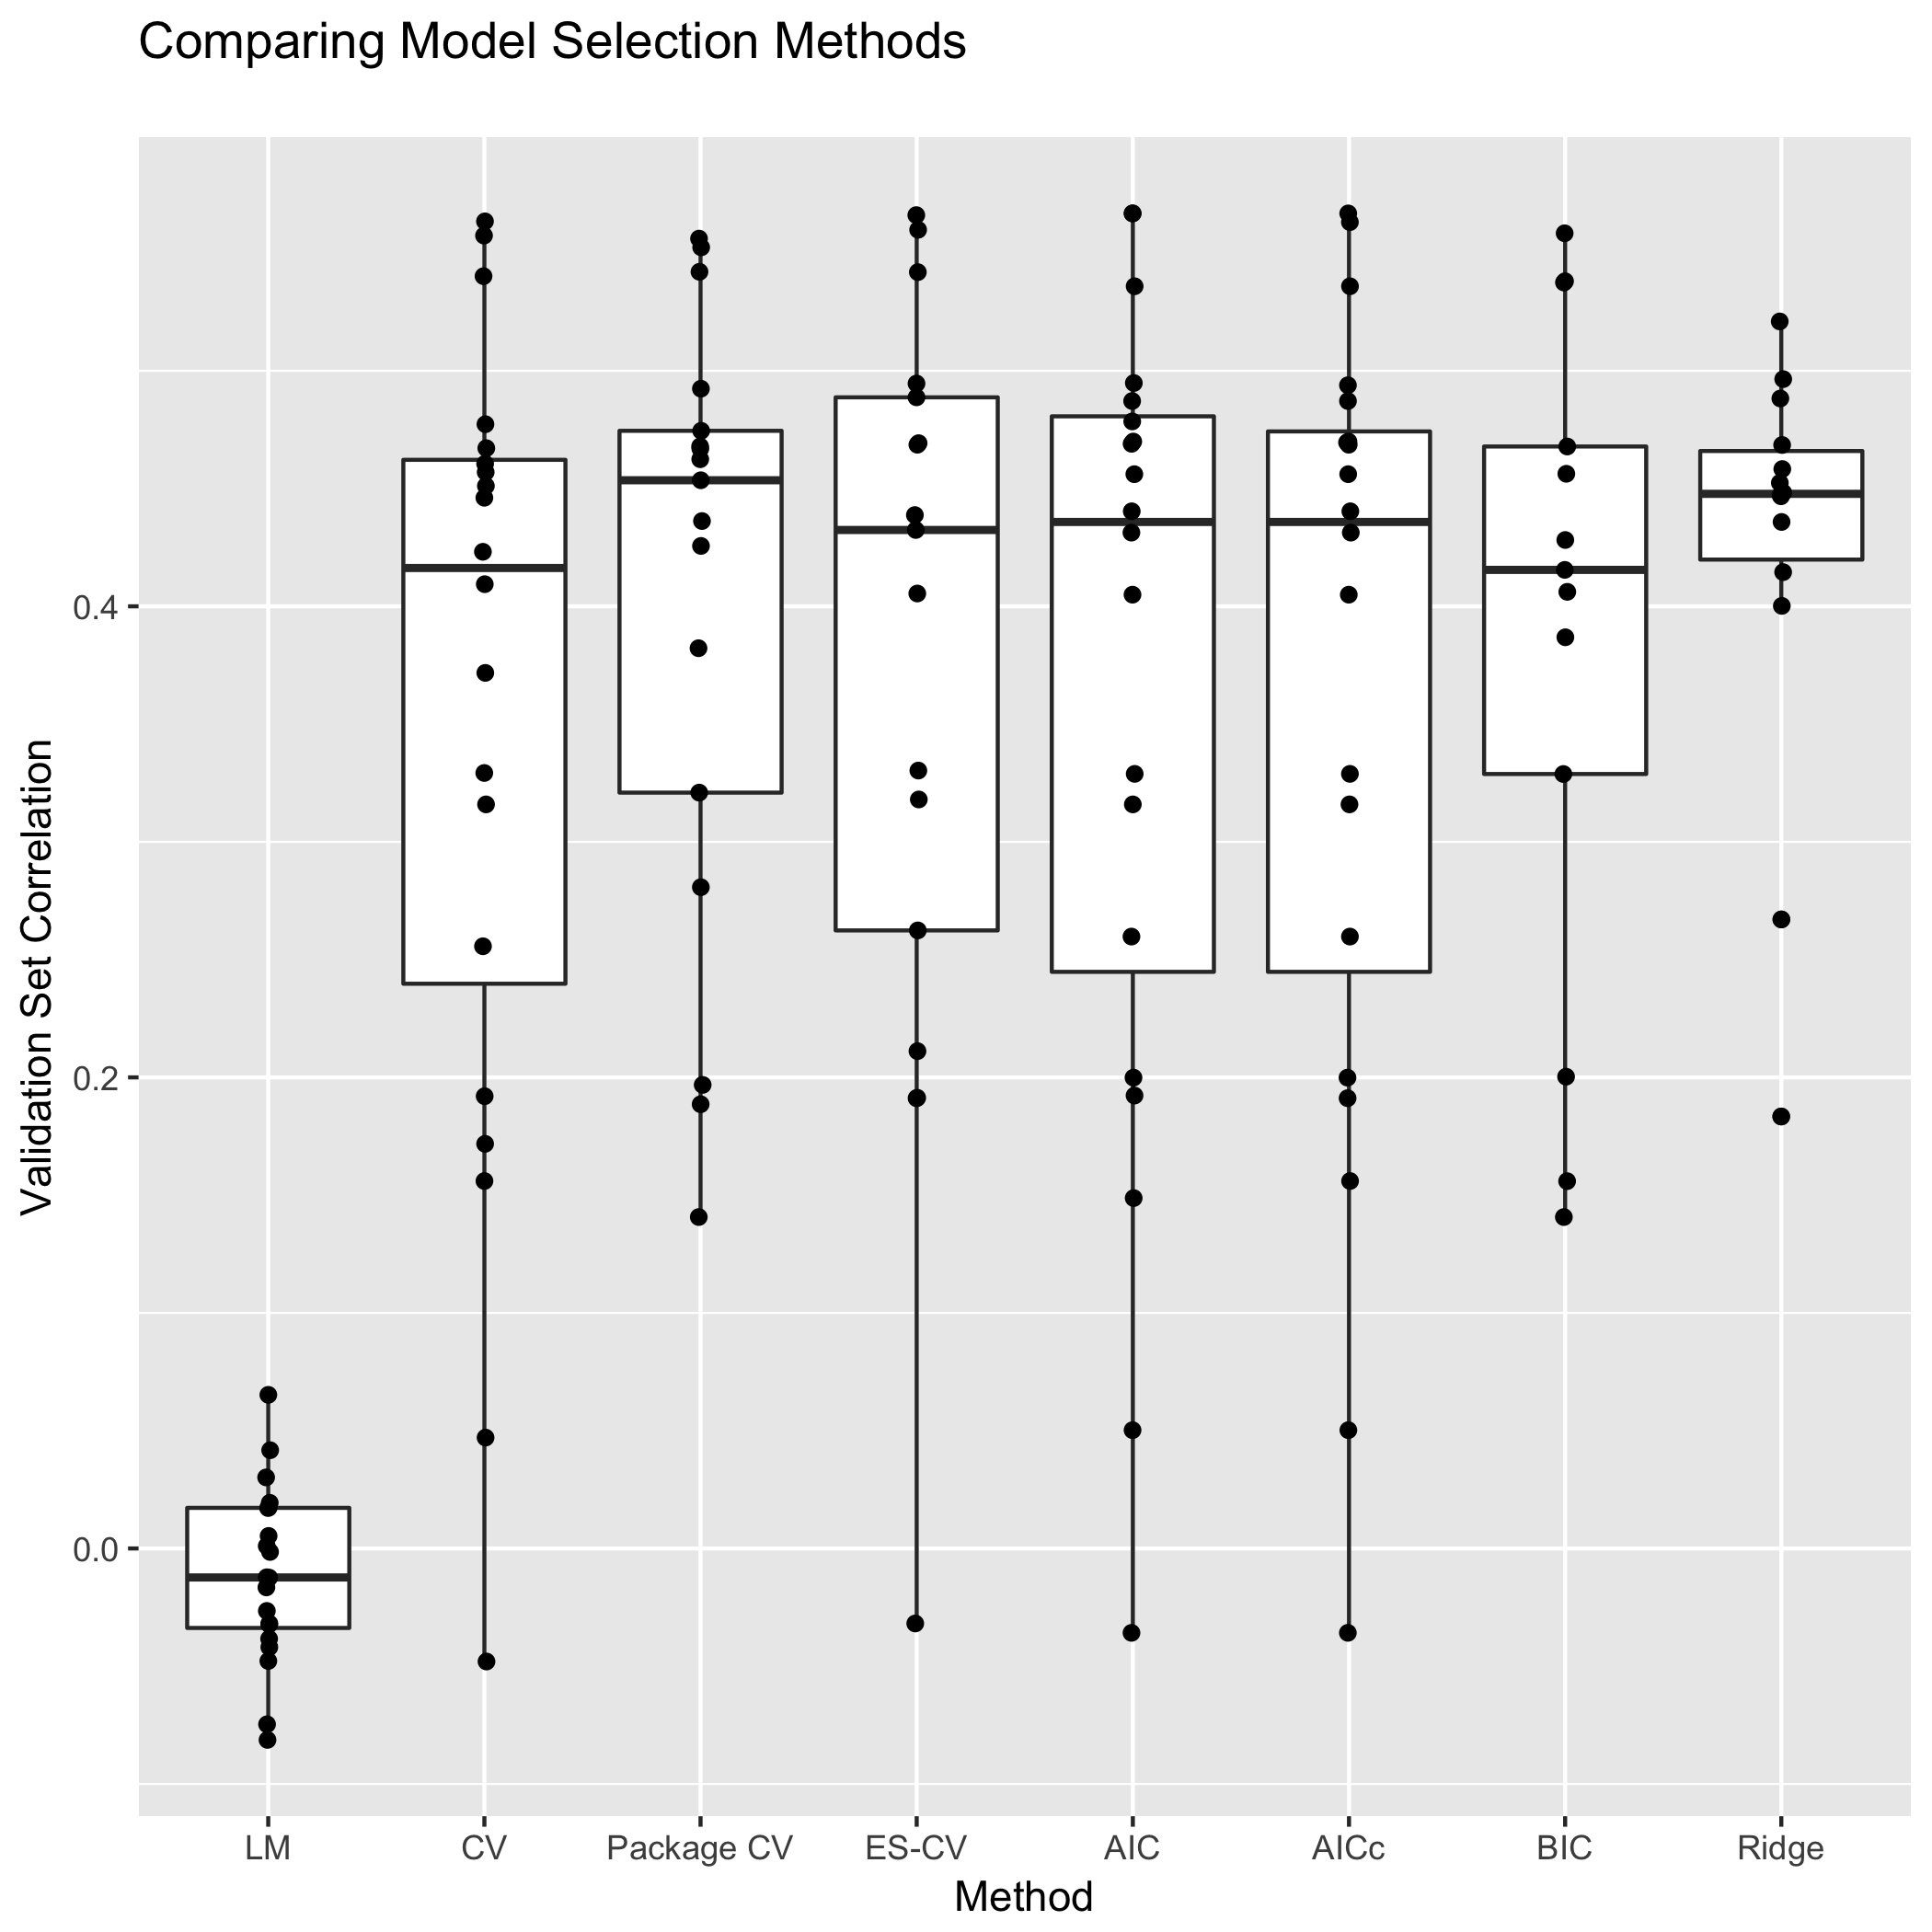 Comparing Model Selection Methods
Validation Set Correlation
0.4
0.2
0.0
LM CV Package CV ES-CV AIC AICc BIC Ridge
Method